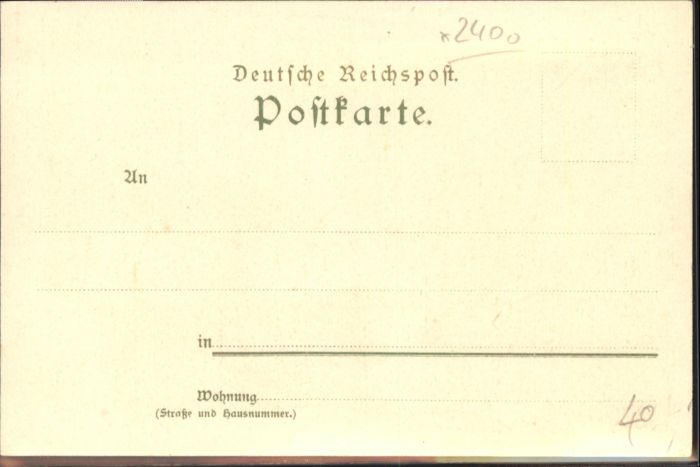 *2400
Deutsche Reichspost.
Postkarte.
An
in
Wohnung
(Straße und Hausnummer.)
40